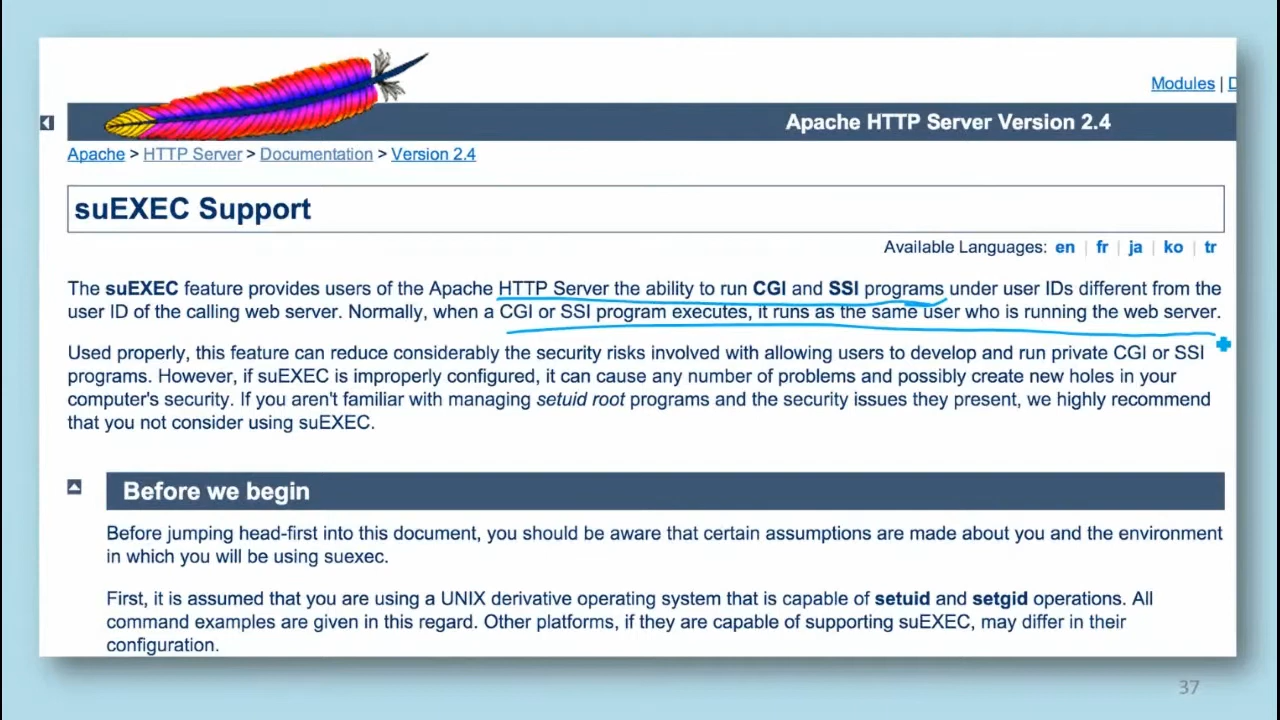 Modules |
Apache HTTP Server Version 2.4
Apache > HTTP Server > Documentation > Version 2.4
suEXEC Support
Available Languages: en | fr | ja | ko | tr
The suEXEC feature provides users of the Apache HTTP Server the ability to run CGI and SSI programs under user IDs different from the
user ID of the calling web server. Normally, when a CGI or SSI program executes, it runs as the same user who is running the web server.
Used properly, this feature can reduce considerably the security risks involved with allowing users to develop and run private CGI or SSI
programs. However, if suEXEC is improperly configured, it can cause any number of problems and possibly create new holes in your
computer's security. If you aren't familiar with managing setuid root programs and the security issues they present, we highly recommend
that you not consider using suEXEC.
Before we begin
Before jumping head-first into this document, you should be aware that certain assumptions are made about you and the environment
in which you will be using suexec.
First, it is assumed that you are using a UNIX derivative operating system that is capable of setuid and setgid operations. All
command examples are given in this regard. Other platforms, if they are capable of supporting suEXEC, may differ in their
configuration.
37